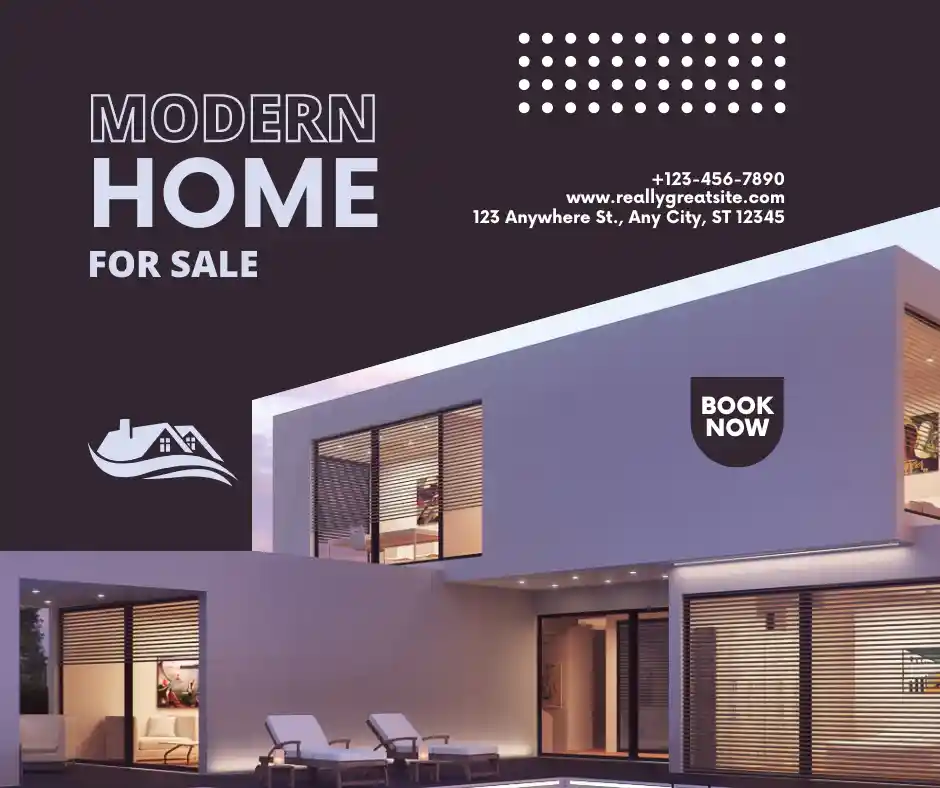 MODERN
HOME
FOR SALE
+123-456-7890
www.reallygreatsite.com
123 Anywhere St., Any City, ST 12345
BOOK
NOW